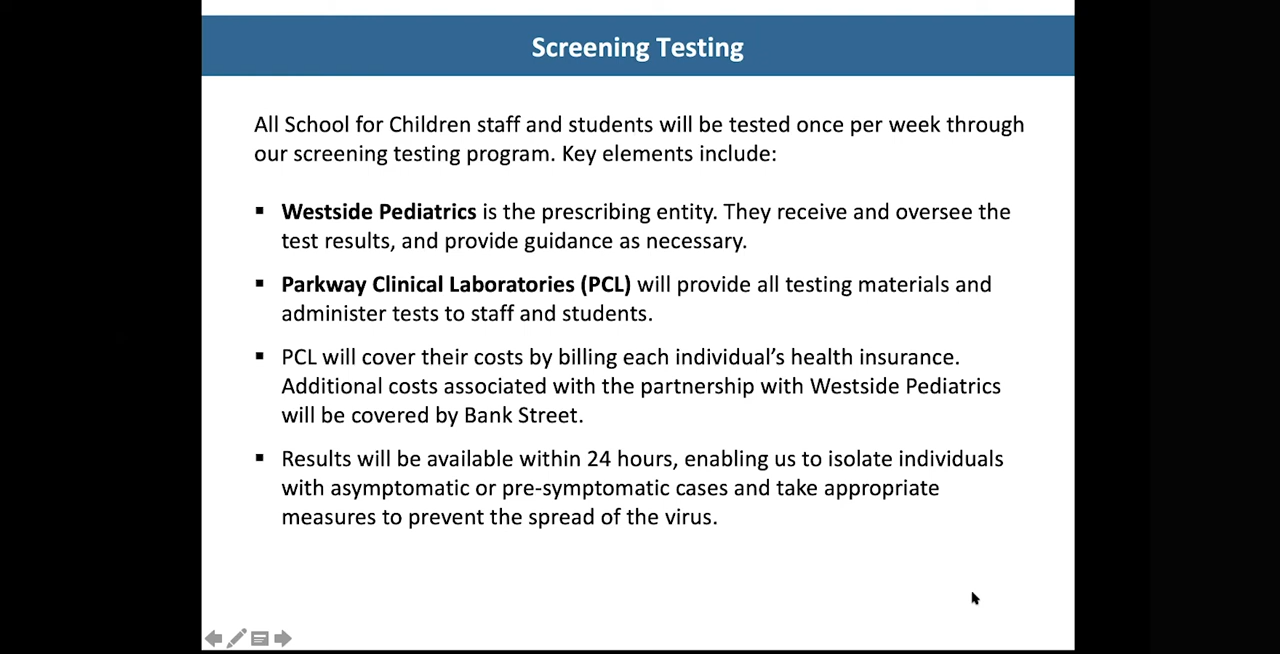 Screening Testing
All School for Children staff and students will be tested once per week through
our screening testing program. Key elements include:
▪ Westside Pediatrics is the prescribing entity. They receive and oversee the
test results, and provide guidance as necessary.
▪ Parkway Clinical Laboratories (PCL) will provide all testing materials and
administer tests to staff and students.
▪ PCL will cover their costs by billing each individual’s health insurance.
Additional costs associated with the partnership with Westside Pediatrics
will be covered by Bank Street.
▪ Results will be available within 24 hours, enabling us to isolate individuals
with asymptomatic or pre-symptomatic cases and take appropriate
measures to prevent the spread of the virus.